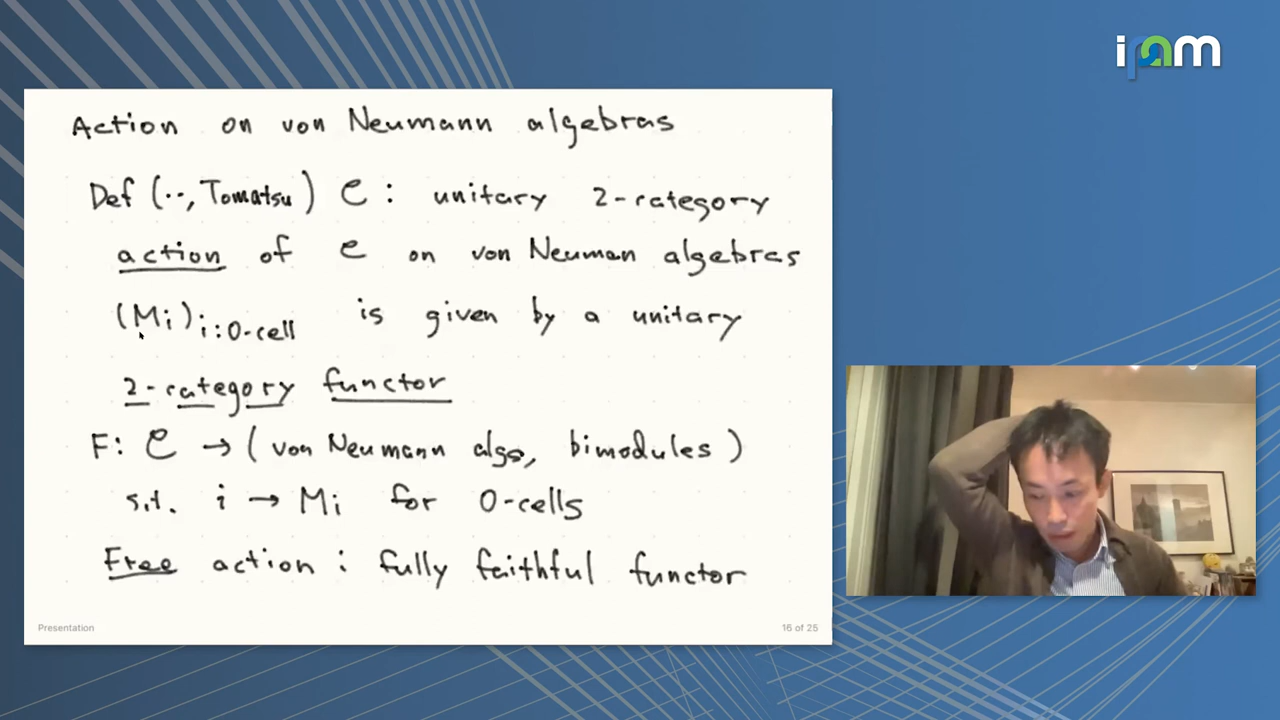 ipam
Action on von Neumann algebras
Def (··, Tomatsu) C : unitary 2-category
action of C on von Neuman algebras
(Mi)i:0-cell is given by a unitary
2-category functor
F: C → (von Neumann algs, bimodules)
s.t. i → Mi for 0-cells
Free action : fully faithful functor
Presentation
16 of 25